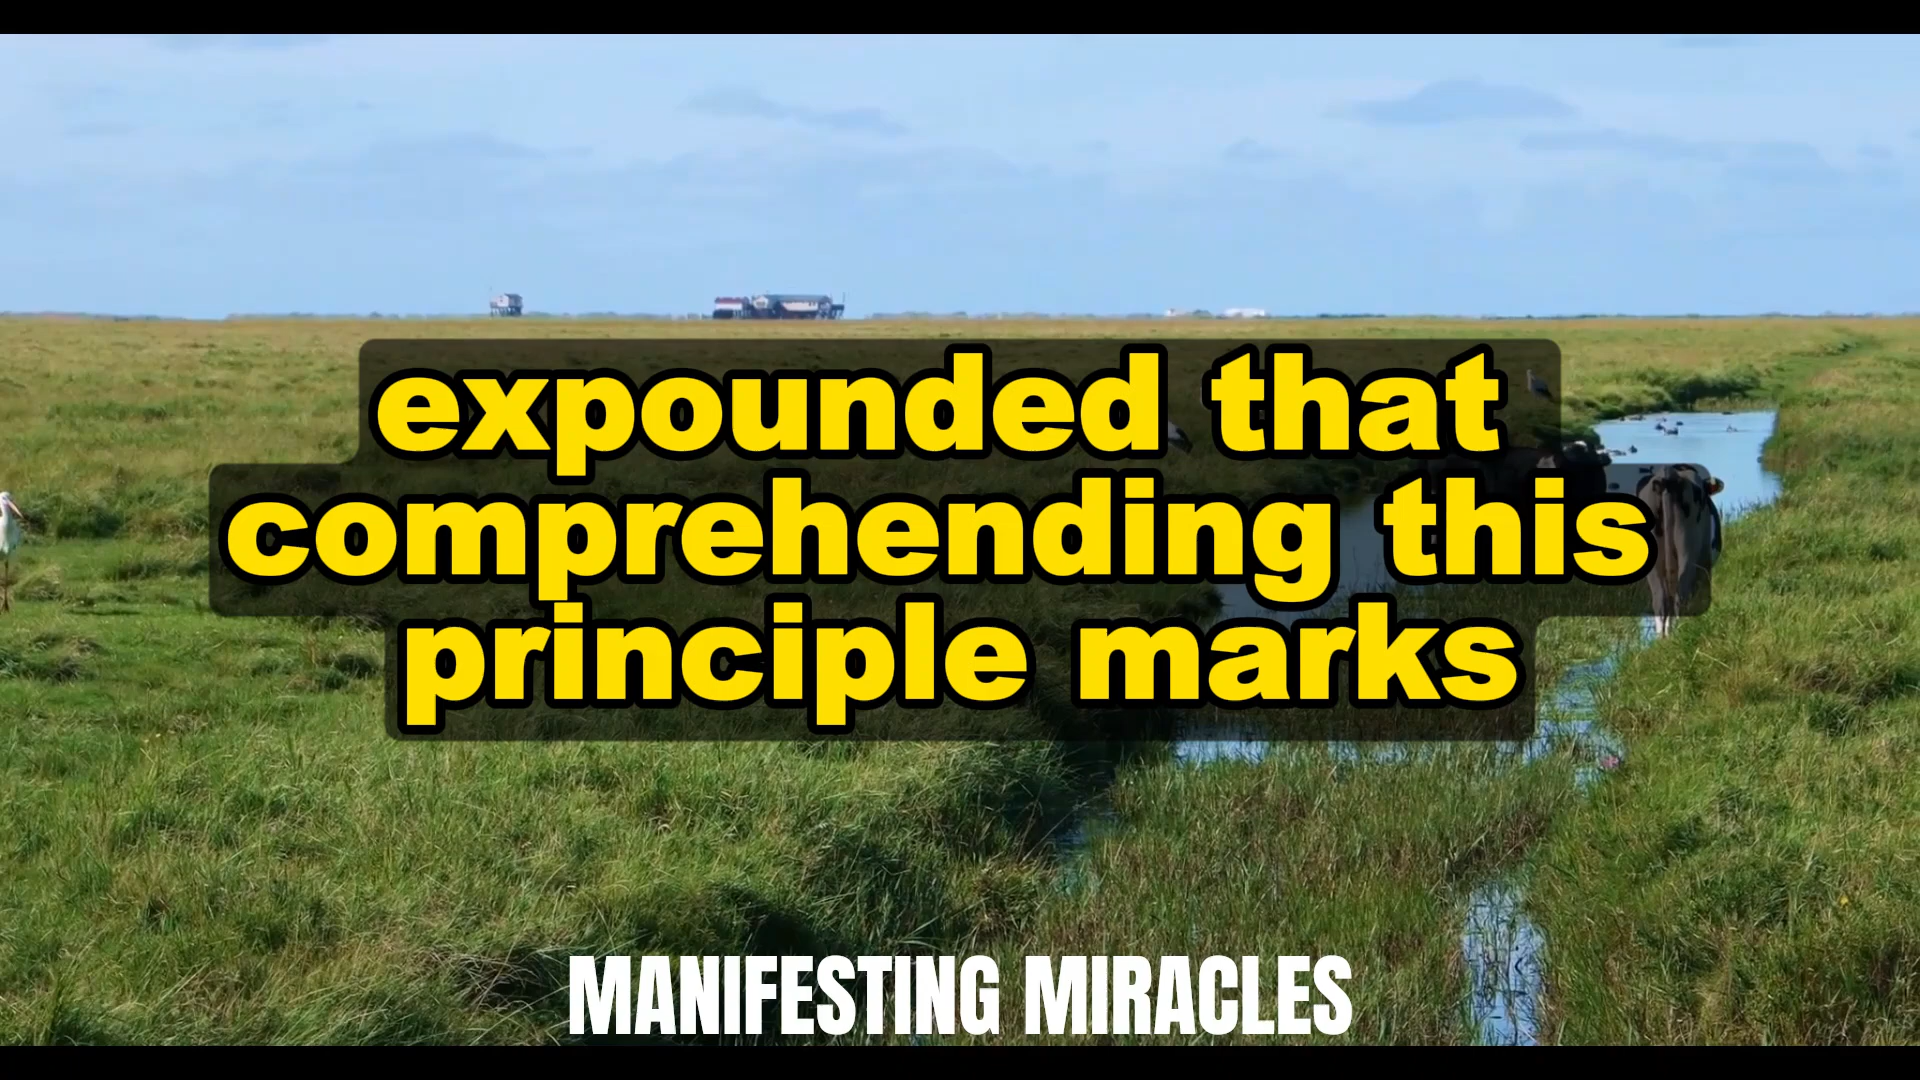 expounded that
comprehending this
principle marks
MANIFESTING MIRACLES